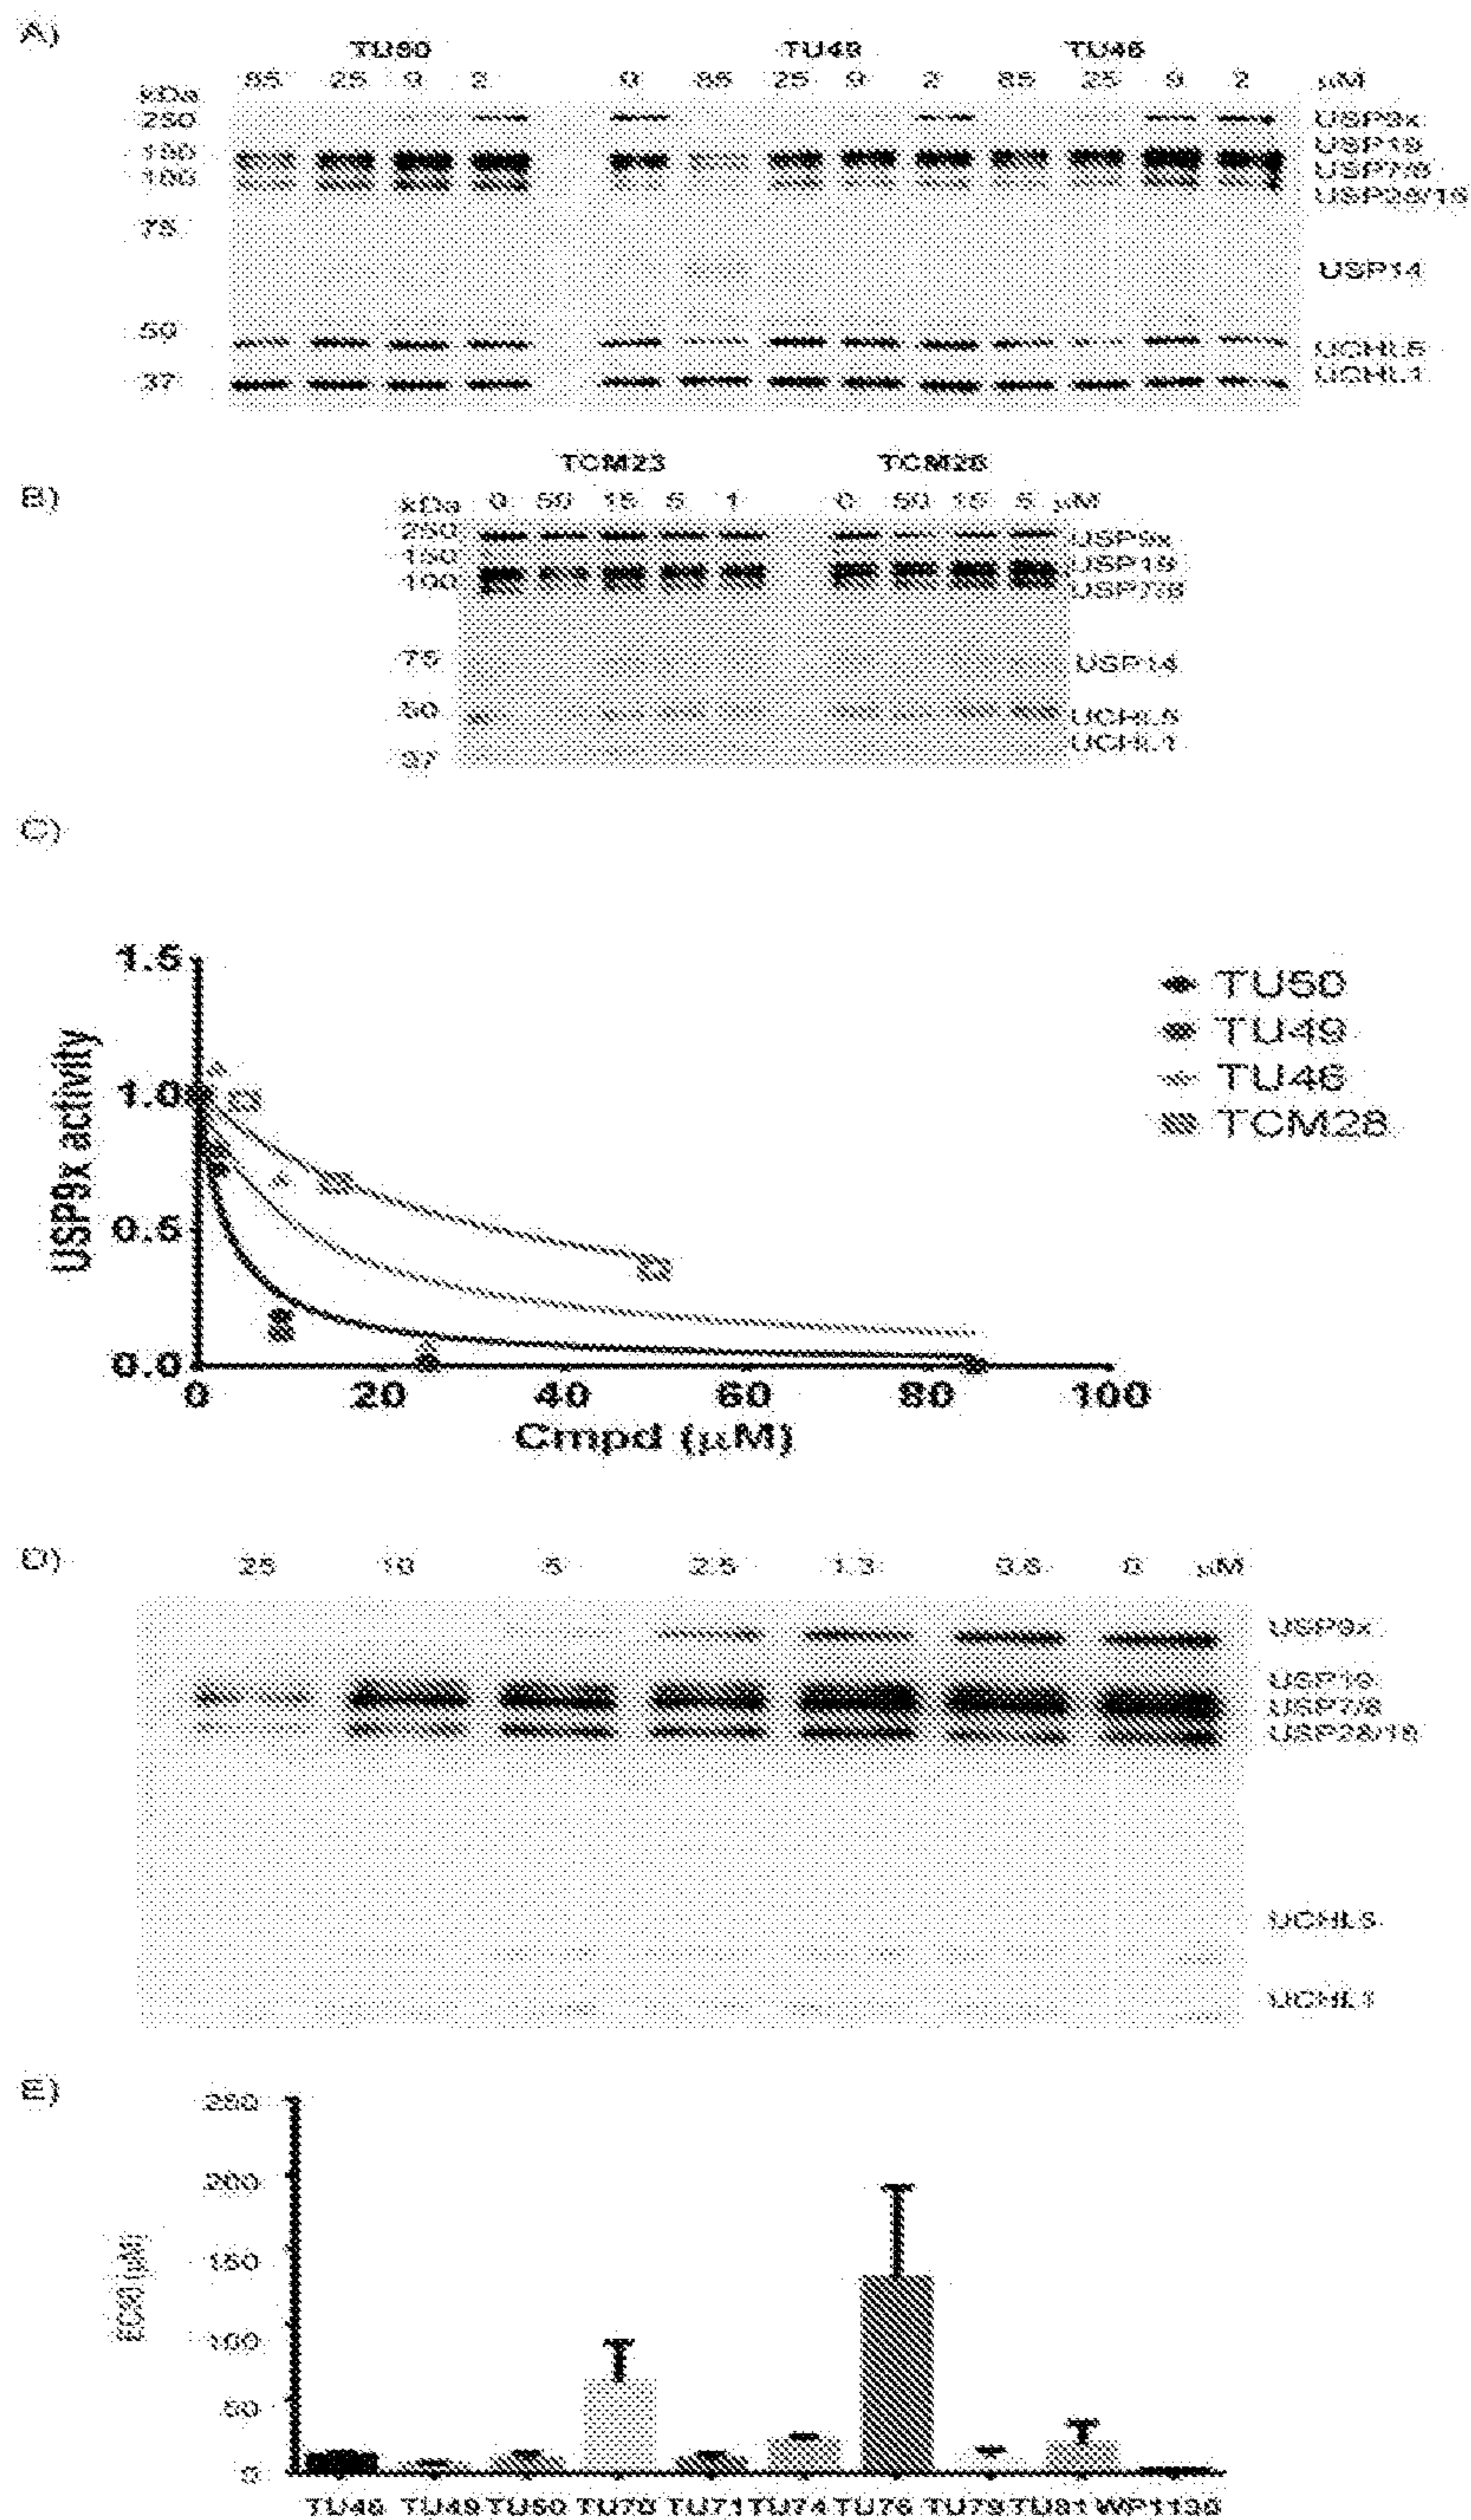 A)
TU50 TU49 TU46
85 25 9 2 0 85 25 9 2 85 25 9 2 μM
kDa
250
150
100
75
50
37
USP9x
USP19
USP7/8
USP28/15
USP14
UCHL5
UCHL1
B)
TCM23 TCM28
kDa 0 50 15 5 1 0 50 15 5 μM
250
150
100
75
50
37
USP9x
USP19
USP7/8
USP14
UCHL5
UCHL1
C)
1.5
1.0
0.5
0.0
USP9x activity
0 20 40 60 80 100
Cmpd (μM)
TU50
TU49
TU46
TCM28
D)
25 10 5 2.5 1.3 0.6 0 μM
USP9x
USP19
USP7/8
USP28/15
UCHL5
UCHL1
E)
250
200
150
100
50
0
EC50 (μM)
TU46 TU49 TU50 TU71 TU74 TU76 TU79 TU81 WP1130